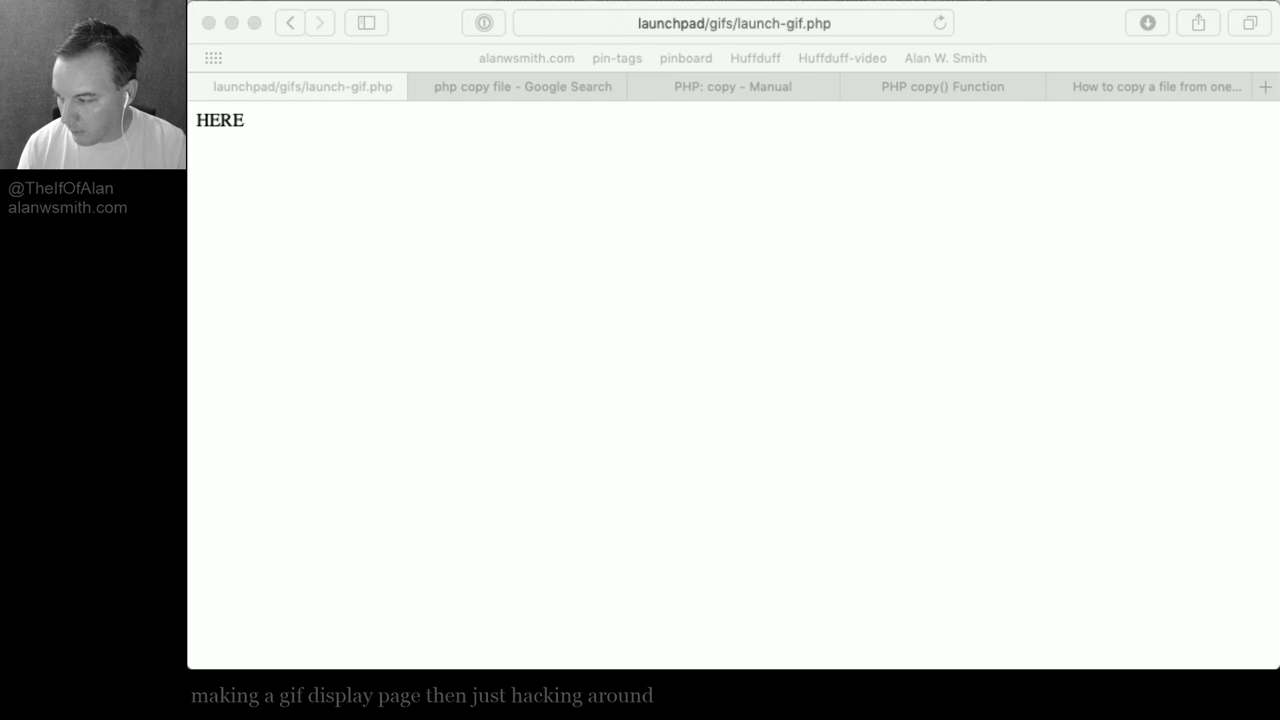 launchpad/gifs/launch-gif.php
alanwsmith.com pin-tags pinboard Huffduff Huffduff-video Alan W. Smith
launchpad/gifs/launch-gif.php php copy file - Google Search PHP: copy - Manual PHP copy() Function How to copy a file from one...
HERE
@TheIfOfAlan
alanwsmith.com
making a gif display page then just hacking around